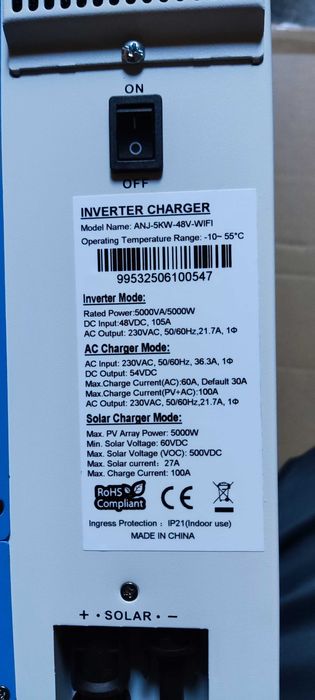 ON
OFF
INVERTER CHARGER
Model Name: ANJ-5KW-48V-WIFI
Operating Temperature Range: -10~ 55°C
99532506100547
Inverter Mode:
Rated Power:5000VA/5000W
DC Input:48VDC, 105A
AC Output: 230VAC, 50/60Hz,21.7A, 1Φ
AC Charger Mode:
AC Input: 230VAC, 50/60Hz, 36.3A, 1Φ
DC Output: 54VDC
Max.Charge Current(AC):60A, Default 30A
Max.Charge Current(PV+AC):100A
AC Output: 230VAC, 50/60Hz,21.7A, 1Φ
Solar Charger Mode:
Max. PV Array Power: 5000W
Min. Solar Voltage: 60VDC
Max. Solar Voltage (VOC): 500VDC
Max. Solar current: 27A
Max. Charge Current: 100A
RoHS
Compliant
CE
Ingress Protection : IP21(Indoor use)
MADE IN CHINA
+ • SOLAR • -